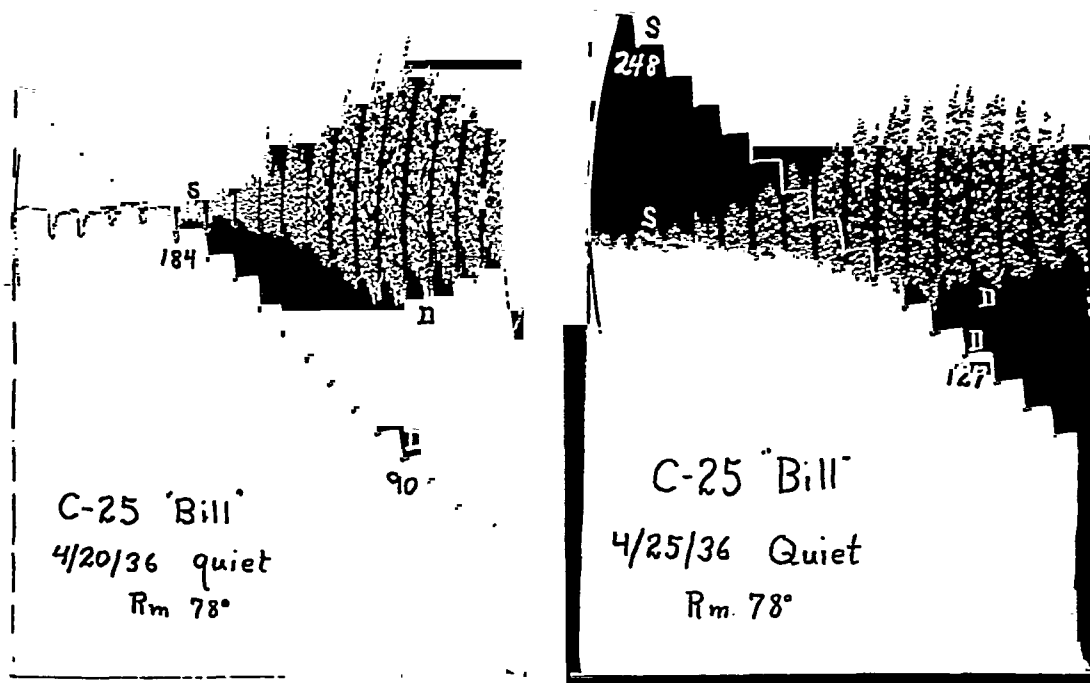 S
184
D
D
90
C-25 "Bill"
4/20/36 quiet
Rm 78°
S
248
S
D
D
127
C-25 "Bill"
4/25/36 Quiet
Rm. 78°